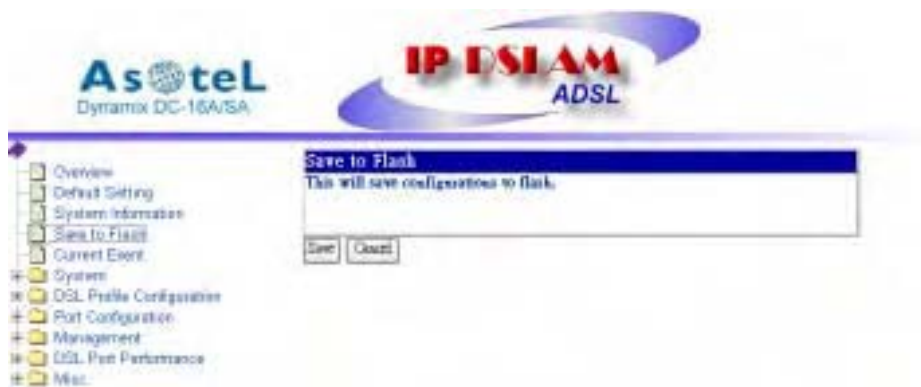 AsoteL
Dynamix DC-16A/SA
IP DSLAM
ADSL
Overview
Default Setting
System Information
Save to Flash
Current Event
System
DSL Profile Configuration
Port Configuration
Management
DSL Port Performance
Misc.
Save to Flash
This will save configurations to flash.
Save Cancel